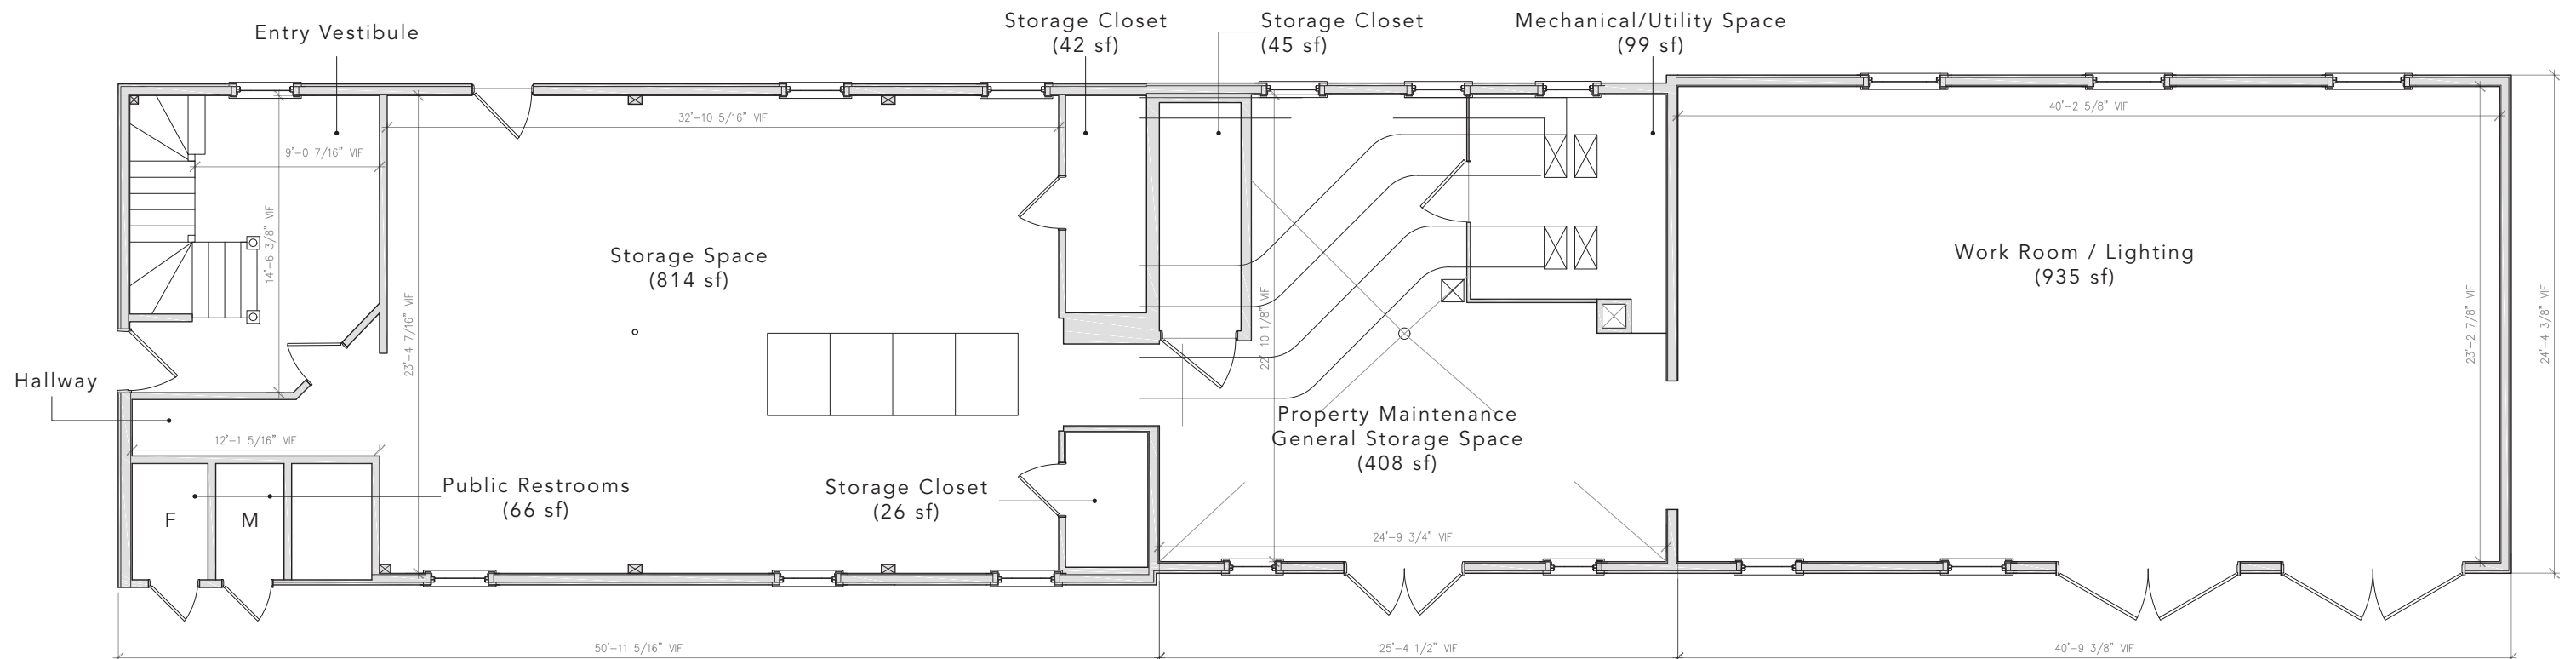 Entry Vestibule
Storage Closet
(42 sf)
Storage Closet
(45 sf)
Mechanical/Utility Space
(99 sf)
32'-10 5/16" VIF
40'-2 5/8" VIF
9'-0 7/16" VIF
14'-6 3/8" VIF
Storage Space
(814 sf)
Work Room / Lighting
(935 sf)
23'-4 7/16" VIF
22'-10 1/8" VIF
23'-2 7/8" VIF
24'-4 3/8" VIF
Hallway
12'-1 5/16" VIF
Property Maintenance
General Storage Space
(408 sf)
Public Restrooms
(66 sf)
Storage Closet
(26 sf)
F
M
24'-9 3/4" VIF
50'-11 5/16" VIF
25'-4 1/2" VIF
40'-9 3/8" VIF